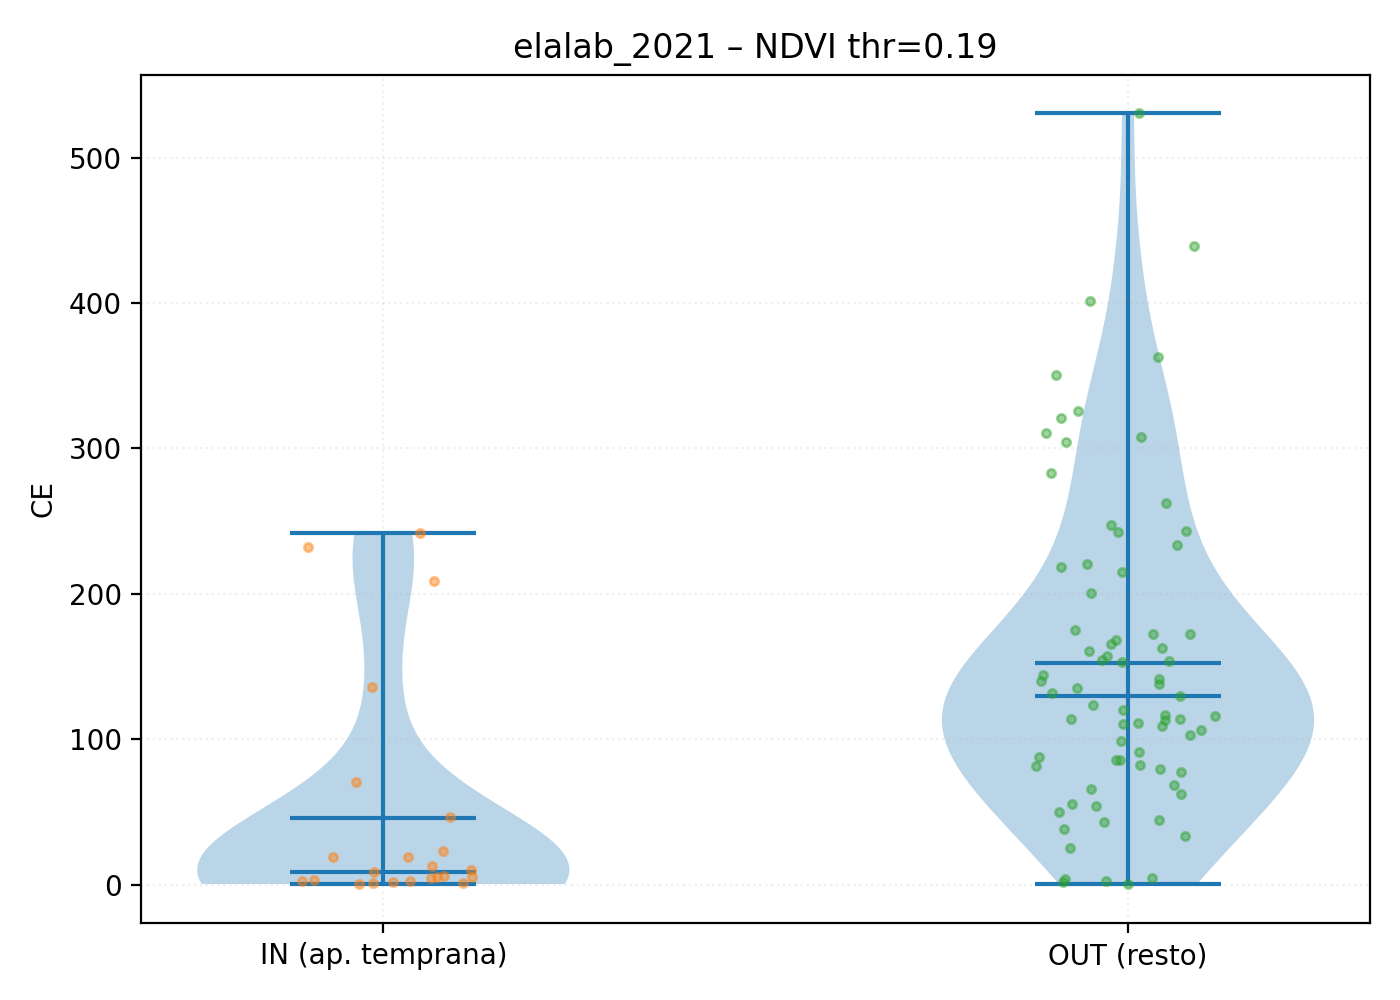 elalab_2021 – NDVI thr=0.19
CE
500
400
300
200
100
0
IN (ap. temprana)
OUT (resto)